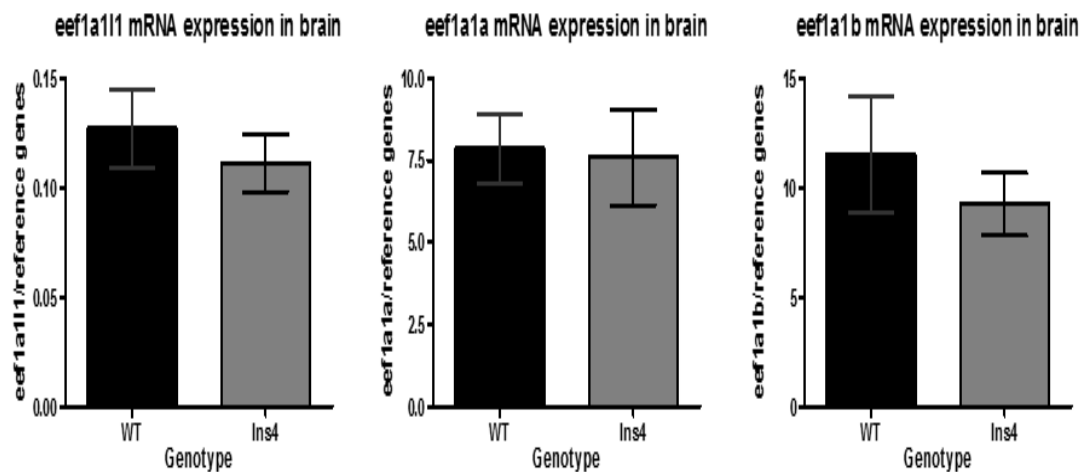 eef1a1l1 mRNA expression in brain
eef1a1l1/reference genes
0.15
0.10
0.05
0.00
WT
Ins4
Genotype
eef1a1a mRNA expression in brain
eef1a1a/reference genes
10.0
7.5
5.0
2.5
0.0
WT
Ins4
Genotype
eef1a1b mRNA expression in brain
eef1a1b/reference genes
15
10
5
0
WT
Ins4
Genotype